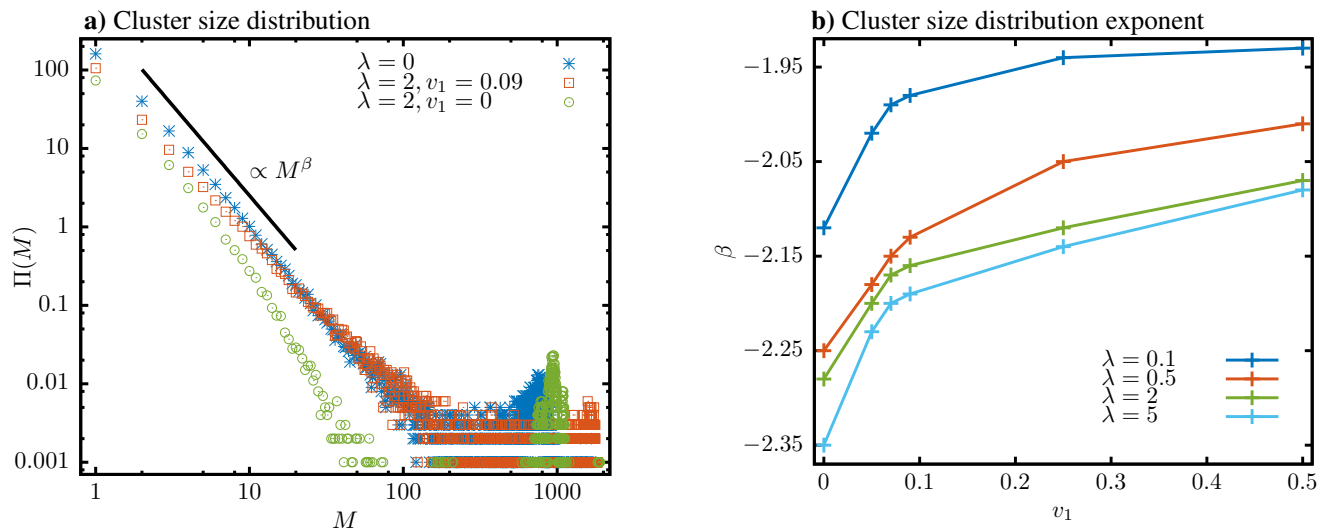 a) Cluster size distribution
100
10
1
0.1
0.01
0.001
1
10
100
1000
Π(M)
M
λ = 0
λ = 2, v₁ = 0.09
λ = 2, v₁ = 0
∝ M^β
b) Cluster size distribution exponent
−1.95
−2.05
−2.15
−2.25
−2.35
0
0.1
0.2
0.3
0.4
0.5
β
v₁
λ = 0.1
λ = 0.5
λ = 2
λ = 5